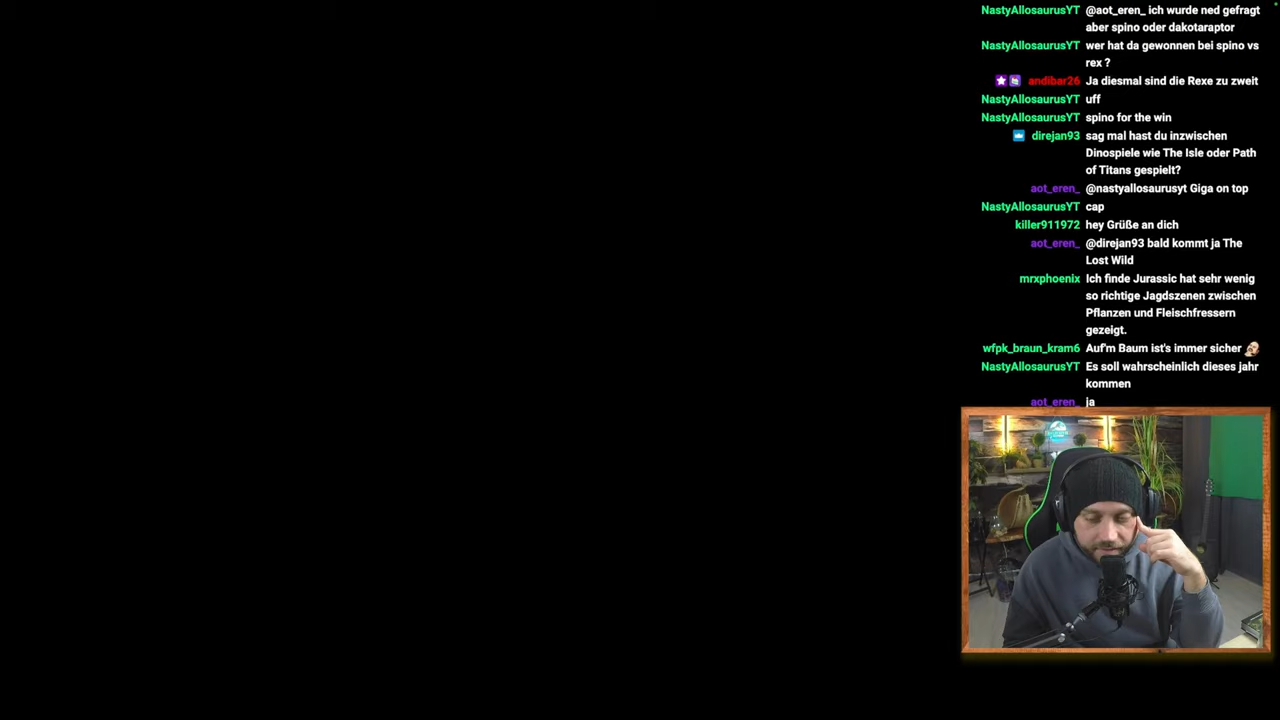 NastyAllosaurusYT @aot_eren_ ich wurde ned gefragt
aber spino oder dakotaraptor
NastyAllosaurusYT wer hat da gewonnen bei spino vs
rex ?
andibar26 Ja diesmal sind die Rexe zu zweit
NastyAllosaurusYT uff
NastyAllosaurusYT spino for the win
direjan93 sag mal hast du inzwischen
Dinospiele wie The Isle oder Path
of Titans gespielt?
aot_eren_ @nastyallosaurusyt Giga on top
NastyAllosaurusYT cap
killer911972 hey Grüße an dich
aot_eren_ @direjan93 bald kommt ja The
Lost Wild
mrxphoenix Ich finde Jurassic hat sehr wenig
so richtige Jagdszenen zwischen
Pflanzen und Fleischfressern
gezeigt.
wfpk_braun_kram6 Auf'm Baum ist's immer sicher
NastyAllosaurusYT Es soll wahrscheinlich dieses jahr
kommen
aot_eren_ ja